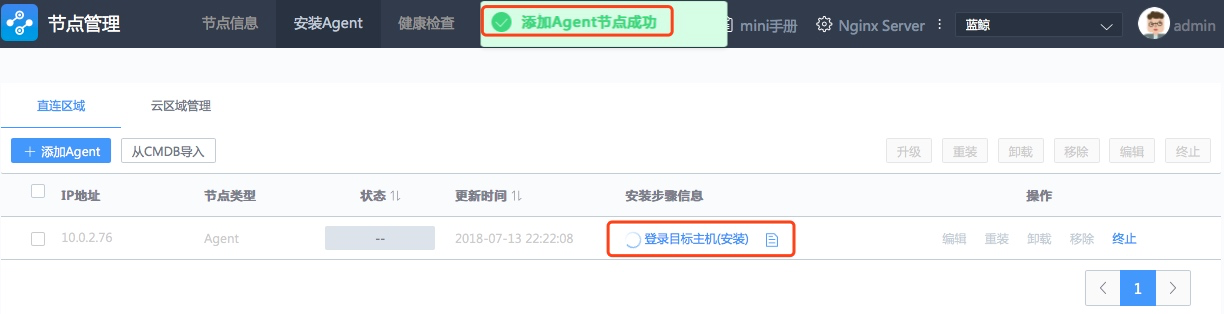 节点管理 节点信息 安装Agent 健康检查 添加Agent节点成功 mini手册 Nginx Server 蓝鲸 admin
直连区域 云区域管理
＋ 添加Agent 从CMDB导入 升级 重装 卸载 移除 编辑 终止
IP地址 节点类型 状态 更新时间 安装步骤信息 操作
10.0.2.76 Agent -- 2018-07-13 22:22:08 登录目标主机(安装) 编辑 重装 卸载 移除 终止
1